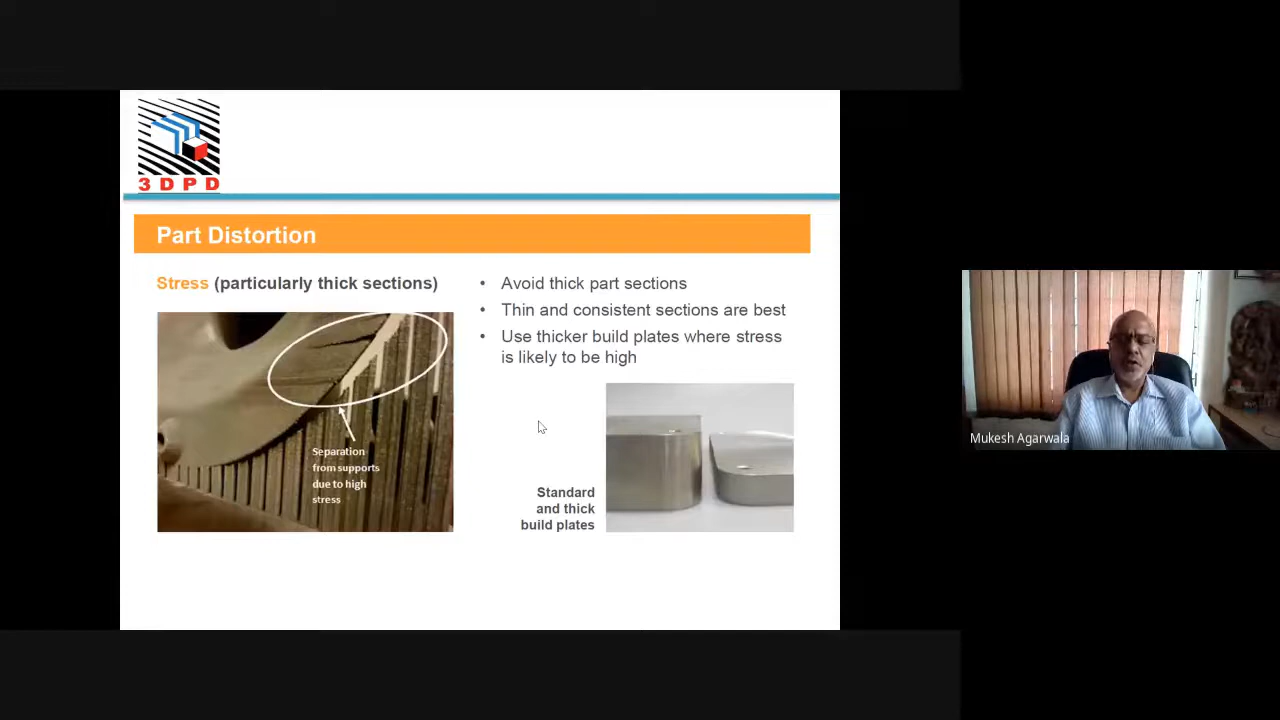 3DPD
Part Distortion
Stress (particularly thick sections)
• Avoid thick part sections
• Thin and consistent sections are best
• Use thicker build plates where stress
is likely to be high
Separation
from supports
due to high
stress
Standard
and thick
build plates
Mukesh Agarwala